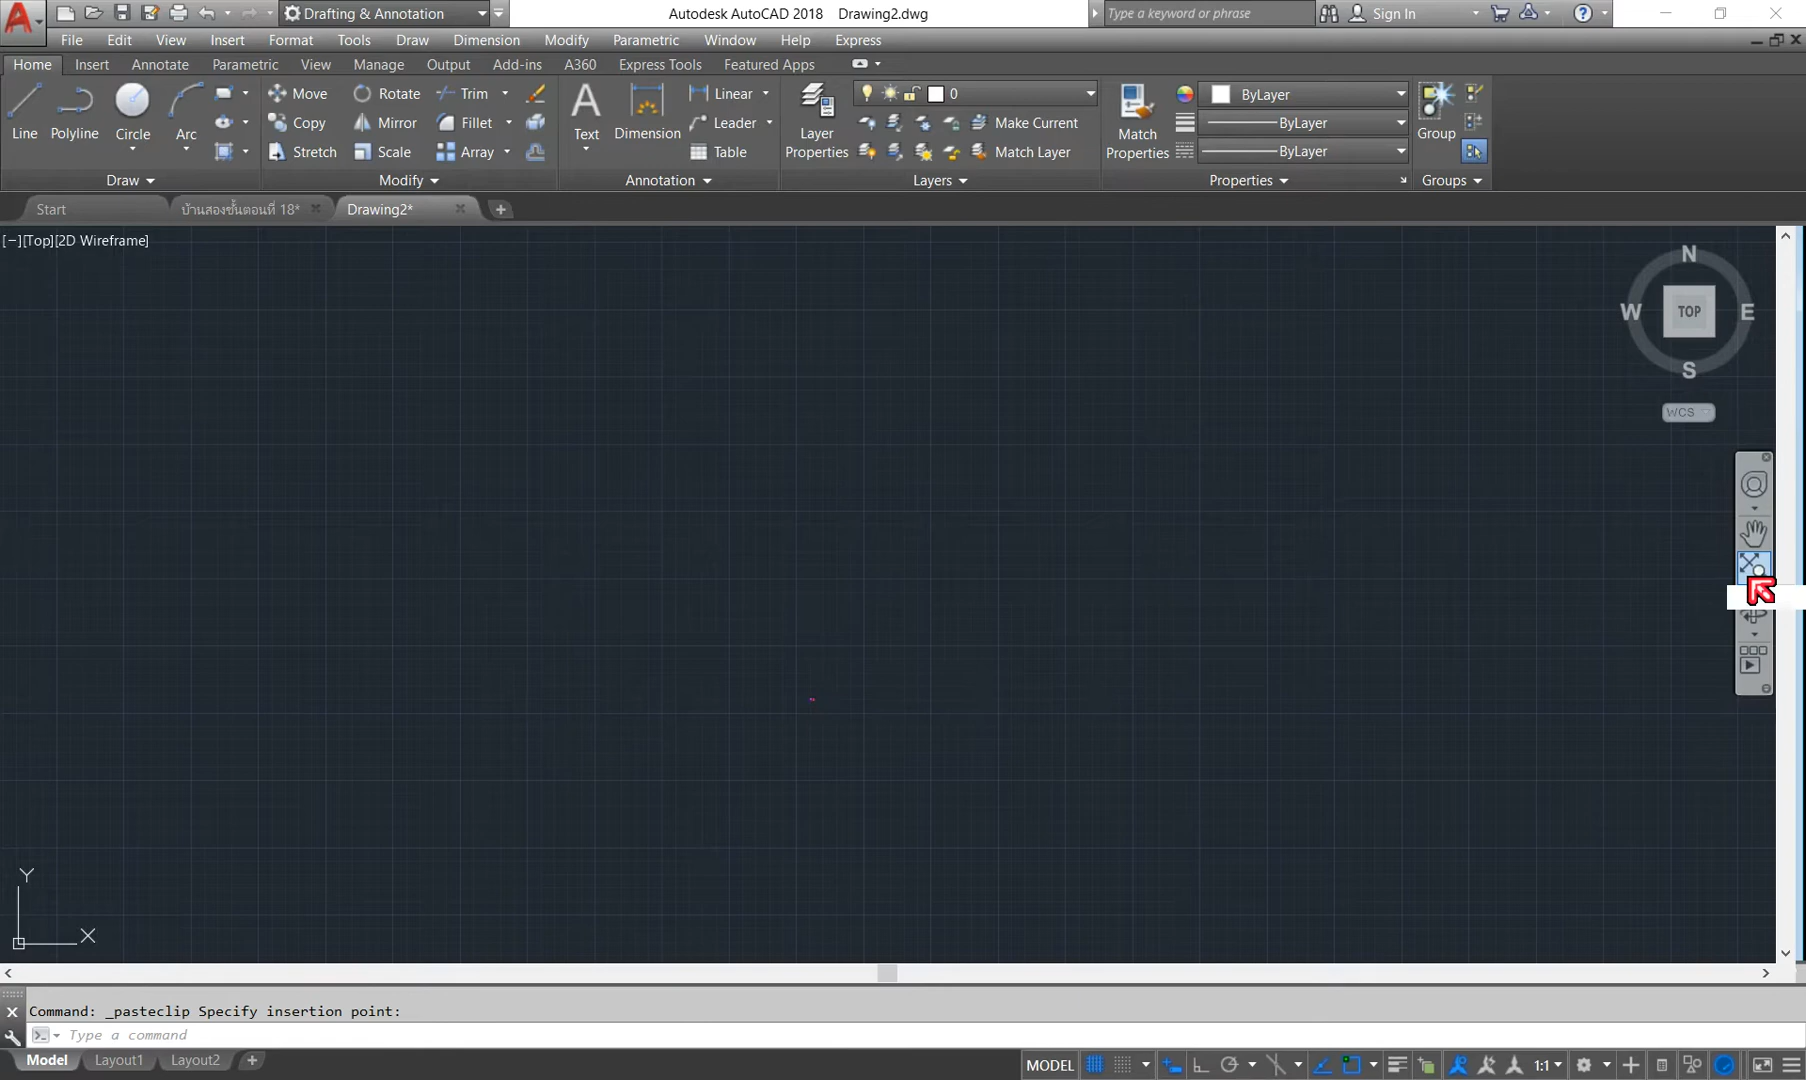 Drafting & Annotation
Autodesk AutoCAD 2018 Drawing2.dwg
Type a keyword or phrase
Sign In
File Edit View Insert Format Tools Draw Dimension Modify Parametric Window Help Express
Home Insert Annotate Parametric View Manage Output Add-ins A360 Express Tools Featured Apps
Move Rotate Trim Linear 0 ByLayer
Line Polyline Circle Arc Copy Mirror Fillet Text Dimension Leader Layer Properties Make Current Match Properties ByLayer Group
Stretch Scale Array Table Match Layer ByLayer
Draw Modify Annotation Layers Properties Groups
Start บ้านสองชั้นตอนที่ 18* Drawing2*
[−][Top][2D Wireframe]
N
W TOP E
S
WCS
Y
X
Command: _pasteclip Specify insertion point:
Type a command
Model Layout1 Layout2
MODEL 1:1